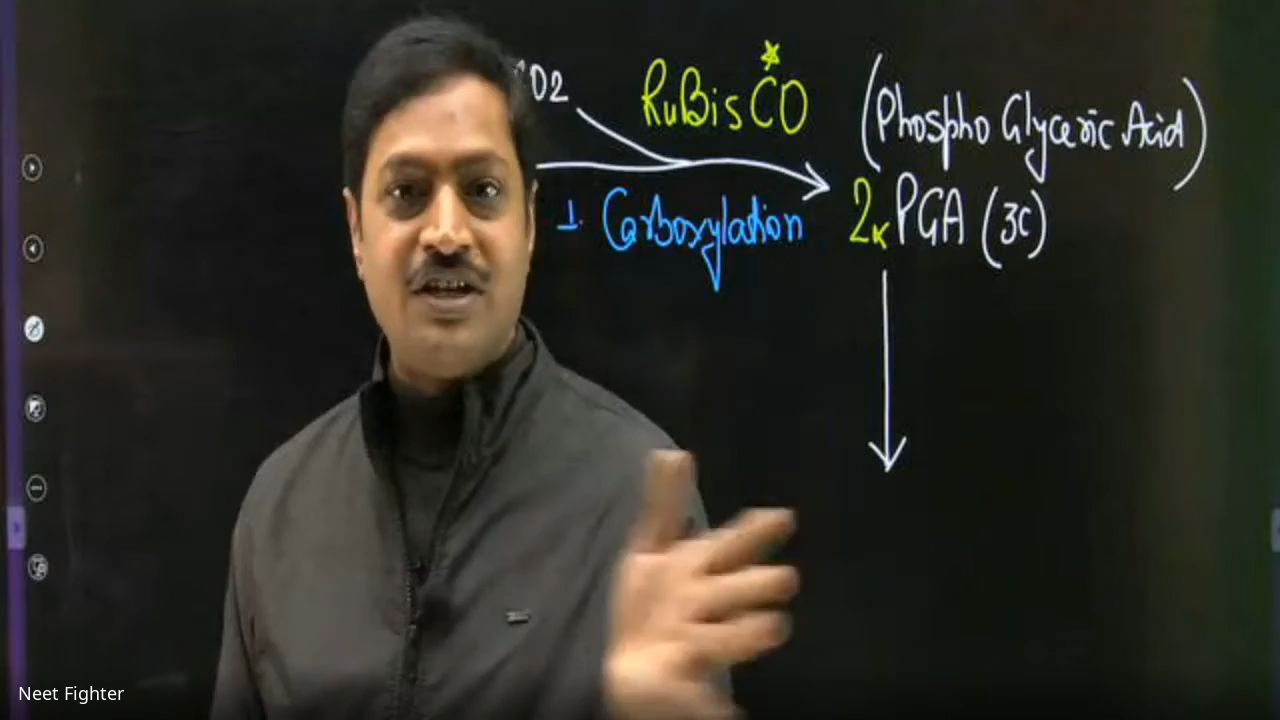 CO2
RuBisCO
(Phospho Glyceric Acid)
1. Carboxylation
2x PGA (3C)
Neet Fighter